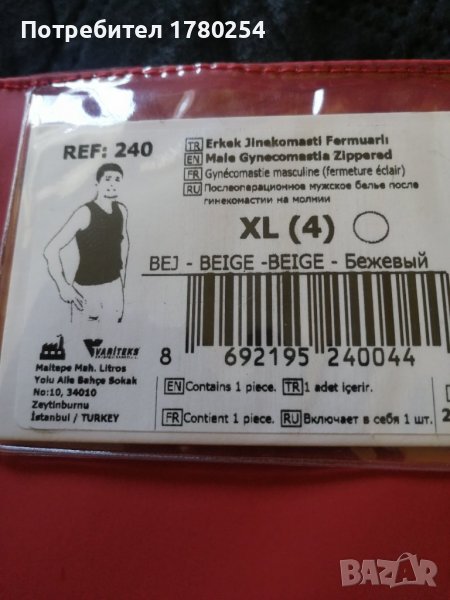 Потребител 1780254
REF: 240
TR Erkek Jinekomasti Fermuarlı
EN Male Gynecomastia Zippered
FR Gynécomastie masculine (fermeture éclair)
RU Послеоперационное мужское белье после
гинекомастии на молнии
XL (4)
BEJ - BEIGE -BEIGE - Бежевый
VARİTEKS
Maltepe Mah. Litros
Yolu Aile Bahçe Sokak
No:10, 34010
Zeytinburnu
İstanbul / TURKEY
8 692195 240044
EN Contains 1 piece. TR 1 adet içerir.
FR Contient 1 piece. RU Включает в себя 1 шт.
BAZAR